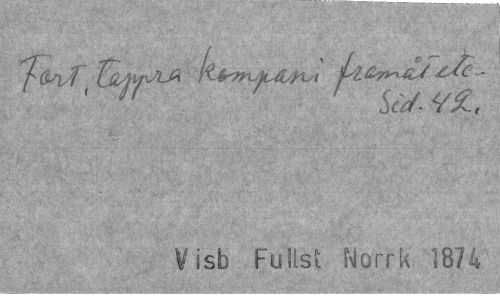 Fort, tappra kompani framåt etc.
Sid. 42.
Visb Fullst Norrk 1874